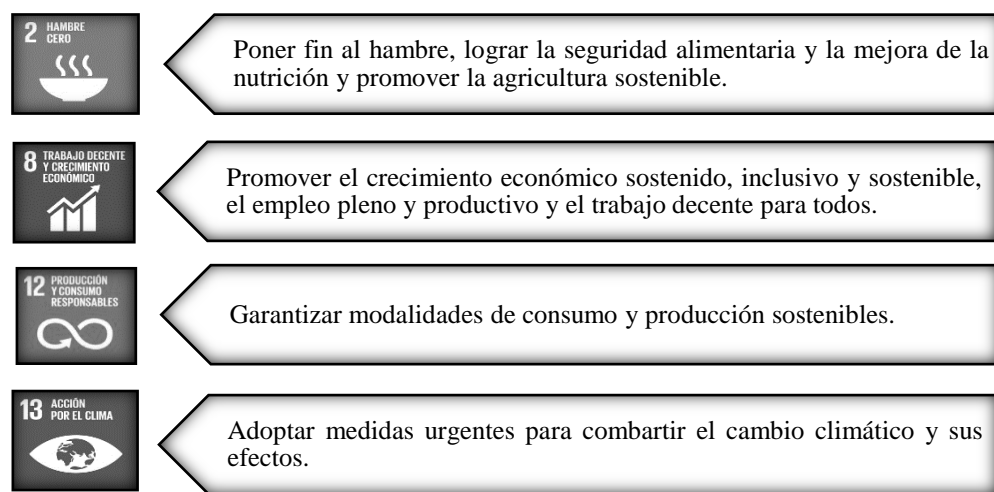 2 HAMBRE
CERO
Poner fin al hambre, lograr la seguridad alimentaria y la mejora de la
nutrición y promover la agricultura sostenible.
8 TRABAJO DECENTE
Y CRECIMIENTO
ECONÓMICO
Promover el crecimiento económico sostenido, inclusivo y sostenible,
el empleo pleno y productivo y el trabajo decente para todos.
12 PRODUCCIÓN
Y CONSUMO
RESPONSABLES
Garantizar modalidades de consumo y producción sostenibles.
13 ACCIÓN
POR EL CLIMA
Adoptar medidas urgentes para combartir el cambio climático y sus
efectos.